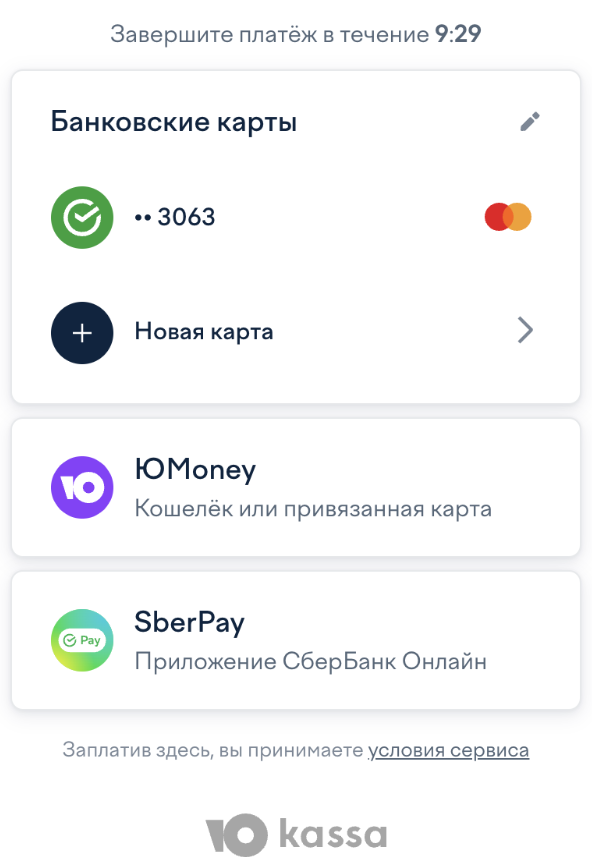 Завершите платёж в течение 9:29
Банковские карты
•• 3063
Новая карта
ЮMoney
Кошелёк или привязанная карта
Pay
SberPay
Приложение СберБанк Онлайн
Заплатив здесь, вы принимаете условия сервиса
Ю kassa